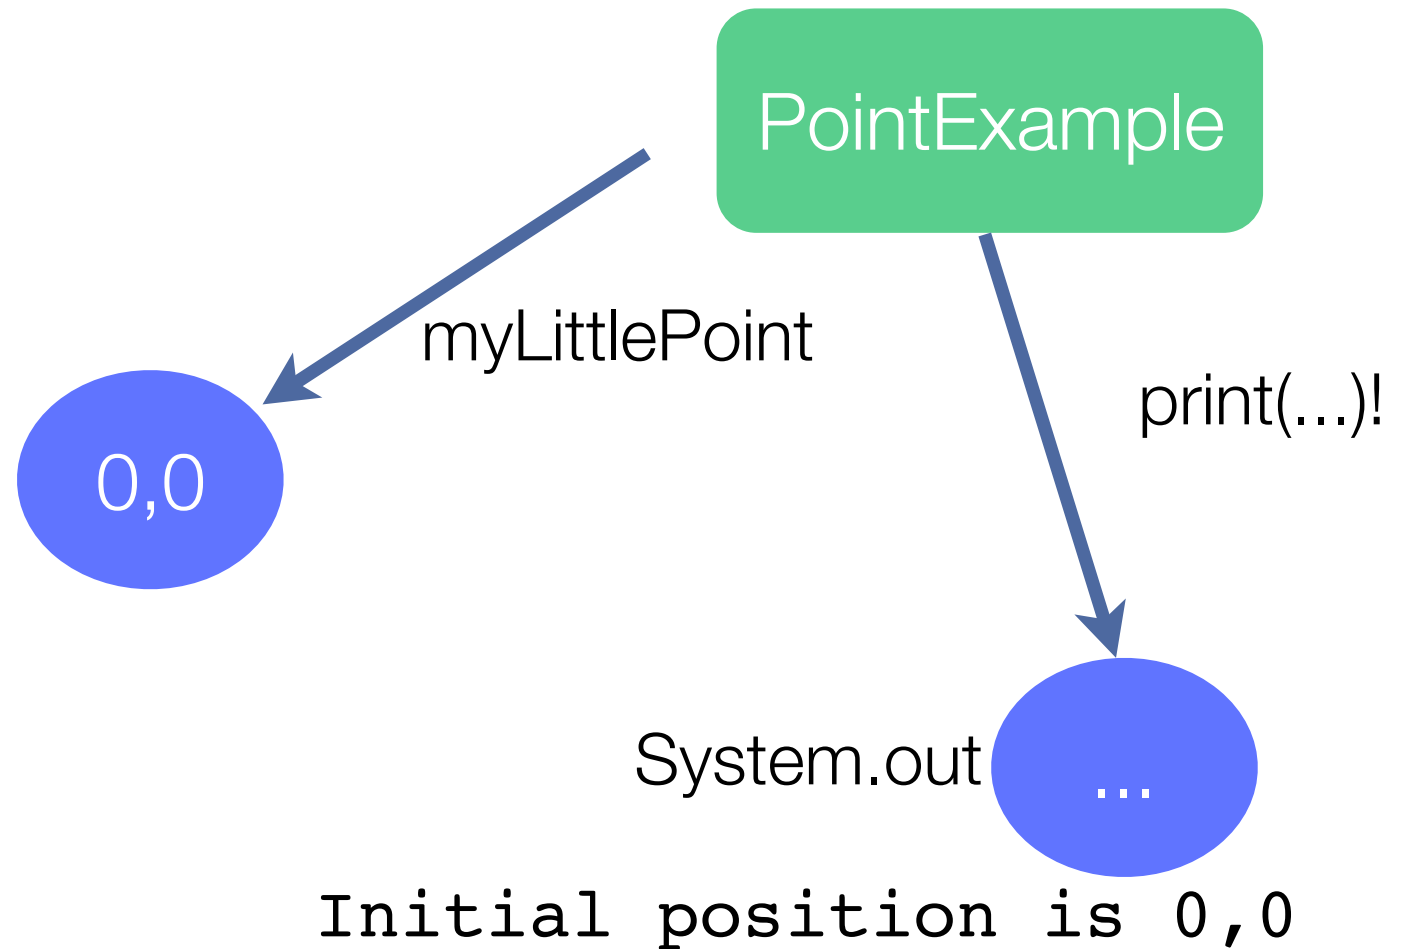 PointExample
myLittlePoint
print(...)!
0,0
System.out
...
Initial position is 0,0